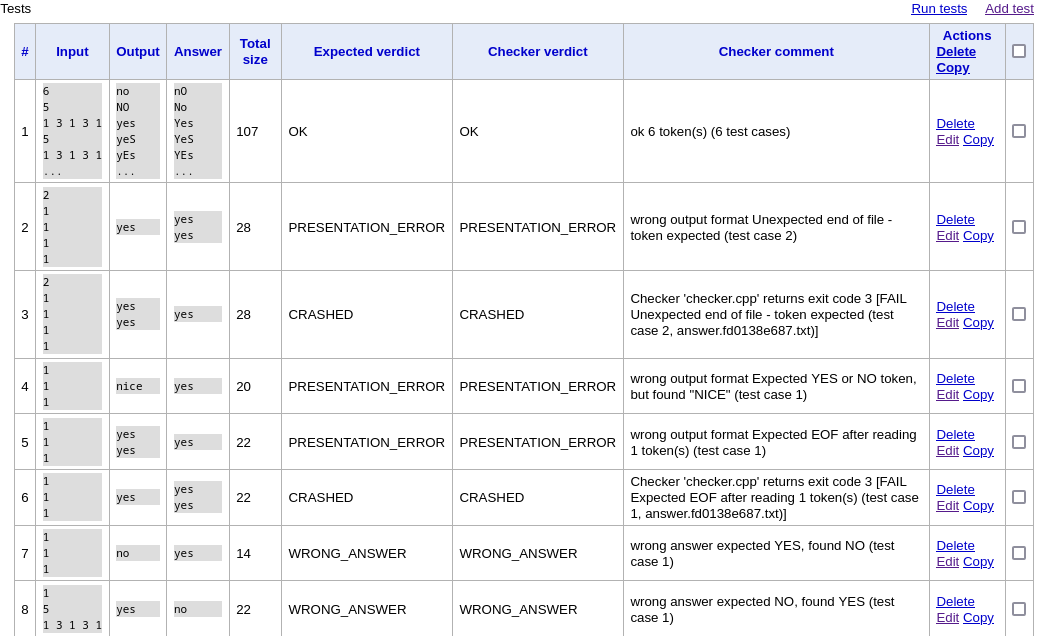 Tests
Run tests Add test
# Input Output Answer Total size Expected verdict Checker verdict Checker comment Actions Delete Copy
1
6
5
1 3 1 3 1
5
1 3 1 3 1
...
no
NO
yes
yeS
yEs
...
nO
No
Yes
YeS
YEs
...
107
OK
OK
ok 6 token(s) (6 test cases)
Delete
Edit Copy
2
2
1
1
1
1
yes
yes
yes
28
PRESENTATION_ERROR
PRESENTATION_ERROR
wrong output format Unexpected end of file -
token expected (test case 2)
Delete
Edit Copy
3
2
1
1
1
1
yes
yes
yes
28
CRASHED
CRASHED
Checker 'checker.cpp' returns exit code 3 [FAIL
Unexpected end of file - token expected (test
case 2, answer.fd0138e687.txt)]
Delete
Edit Copy
4
1
1
1
nice
yes
20
PRESENTATION_ERROR
PRESENTATION_ERROR
wrong output format Expected YES or NO token,
but found "NICE" (test case 1)
Delete
Edit Copy
5
1
1
1
yes
yes
yes
22
PRESENTATION_ERROR
PRESENTATION_ERROR
wrong output format Expected EOF after reading
1 token(s) (test case 1)
Delete
Edit Copy
6
1
1
1
yes
yes
yes
22
CRASHED
CRASHED
Checker 'checker.cpp' returns exit code 3 [FAIL
Expected EOF after reading 1 token(s) (test case
1, answer.fd0138e687.txt)]
Delete
Edit Copy
7
1
1
1
no
yes
14
WRONG_ANSWER
WRONG_ANSWER
wrong answer expected YES, found NO (test
case 1)
Delete
Edit Copy
8
1
5
1 3 1 3 1
yes
no
22
WRONG_ANSWER
WRONG_ANSWER
wrong answer expected NO, found YES (test
case 1)
Delete
Edit Copy